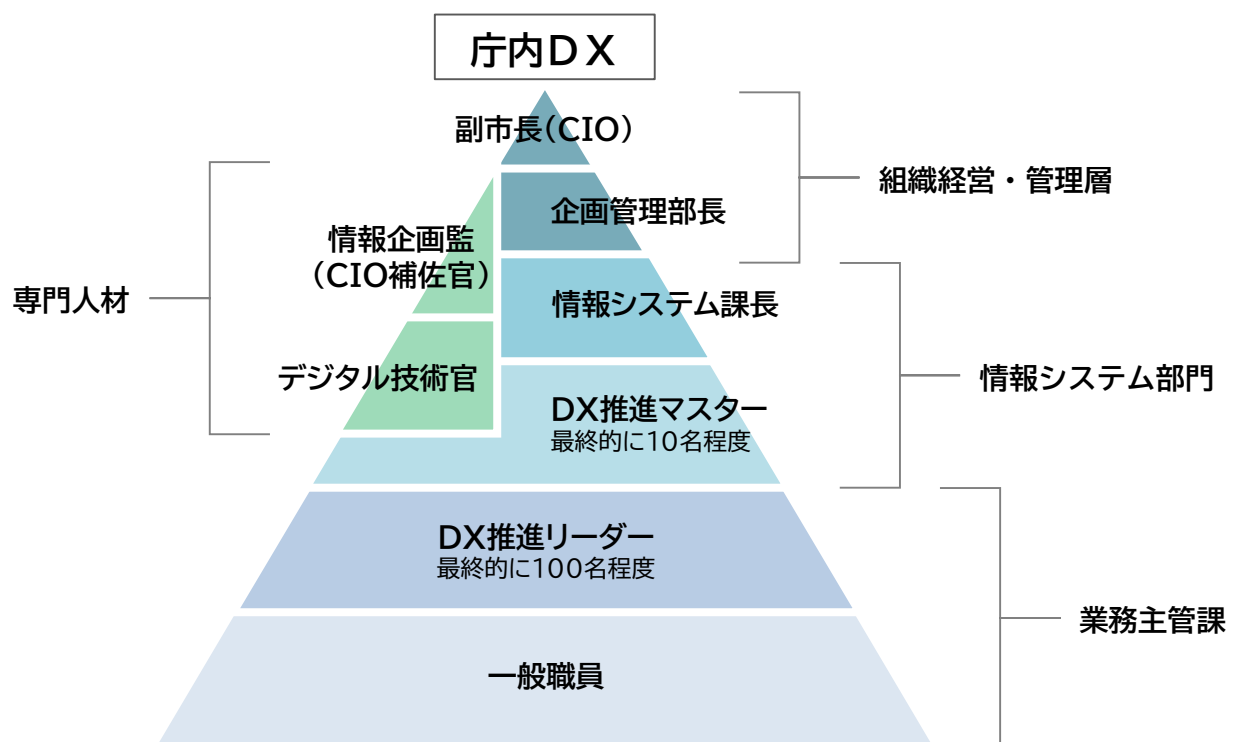 庁内DX
副市長(CIO)
組織経営・管理層
企画管理部長
情報企画監
(CIO補佐官)
専門人材
情報システム課長
デジタル技術官
情報システム部門
DX推進マスター
最終的に10名程度
DX推進リーダー
最終的に100名程度
業務主管課
一般職員